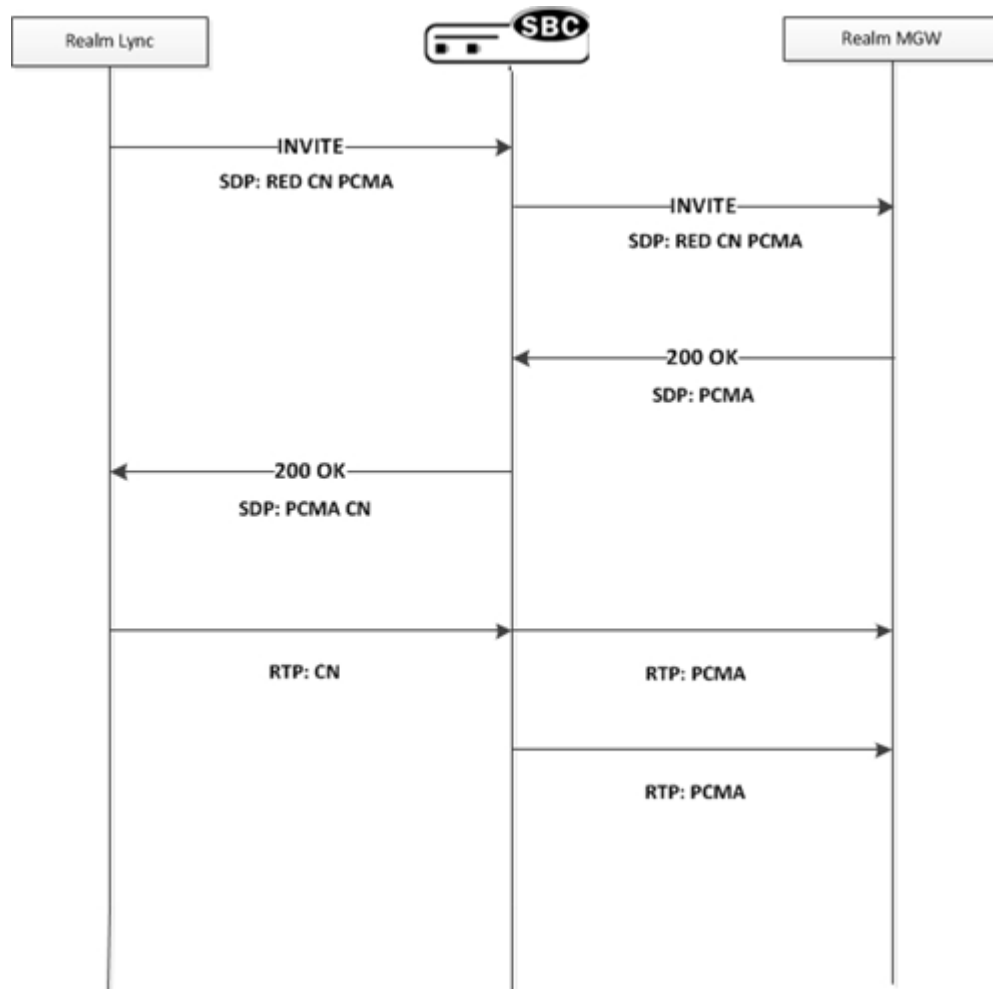 Realm Lync
SBC
Realm MGW
INVITE
SDP: RED CN PCMA
INVITE
SDP: RED CN PCMA
200 OK
SDP: PCMA
200 OK
SDP: PCMA CN
RTP: CN
RTP: PCMA
RTP: PCMA